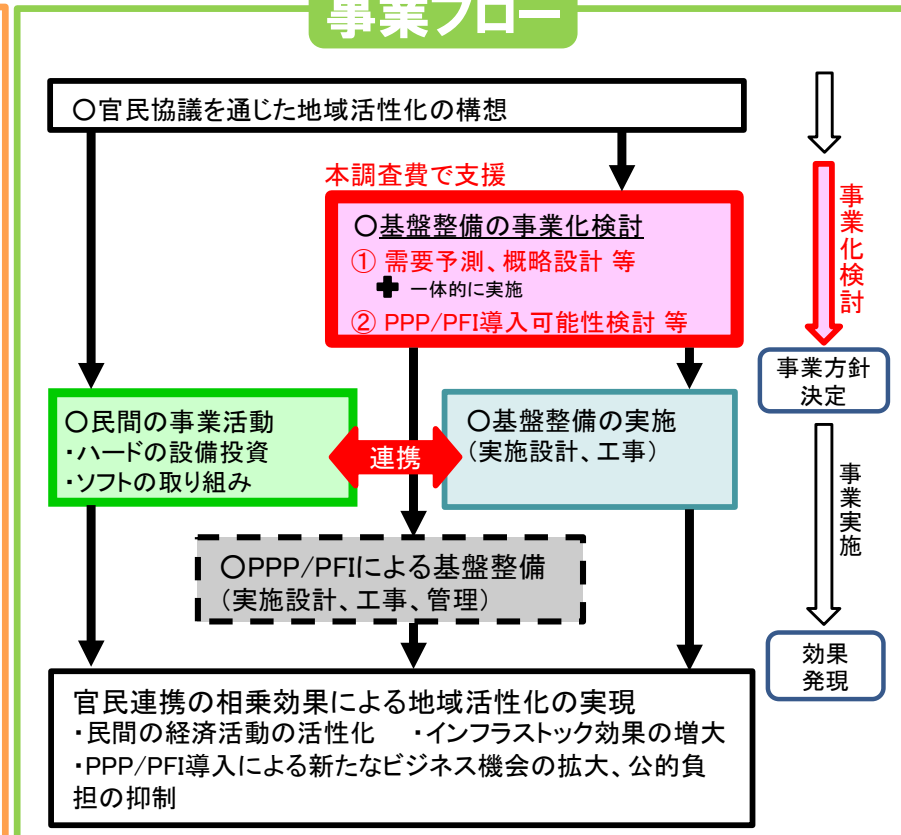 事業フロー
〇官民協議を通じた地域活性化の構想
本調査費で支援
〇基盤整備の事業化検討
① 需要予測、概略設計 等
✚ 一体的に実施
② PPP/PFI導入可能性検討 等
事業化検討
事業方針
決定
〇民間の事業活動
・ハードの設備投資
・ソフトの取り組み
連携
〇基盤整備の実施
(実施設計、工事)
事業実施
〇PPP/PFIによる基盤整備
(実施設計、工事、管理)
効果
発現
官民連携の相乗効果による地域活性化の実現
・民間の経済活動の活性化　・インフラストック効果の増大
・PPP/PFI導入による新たなビジネス機会の拡大、公的負
担の抑制